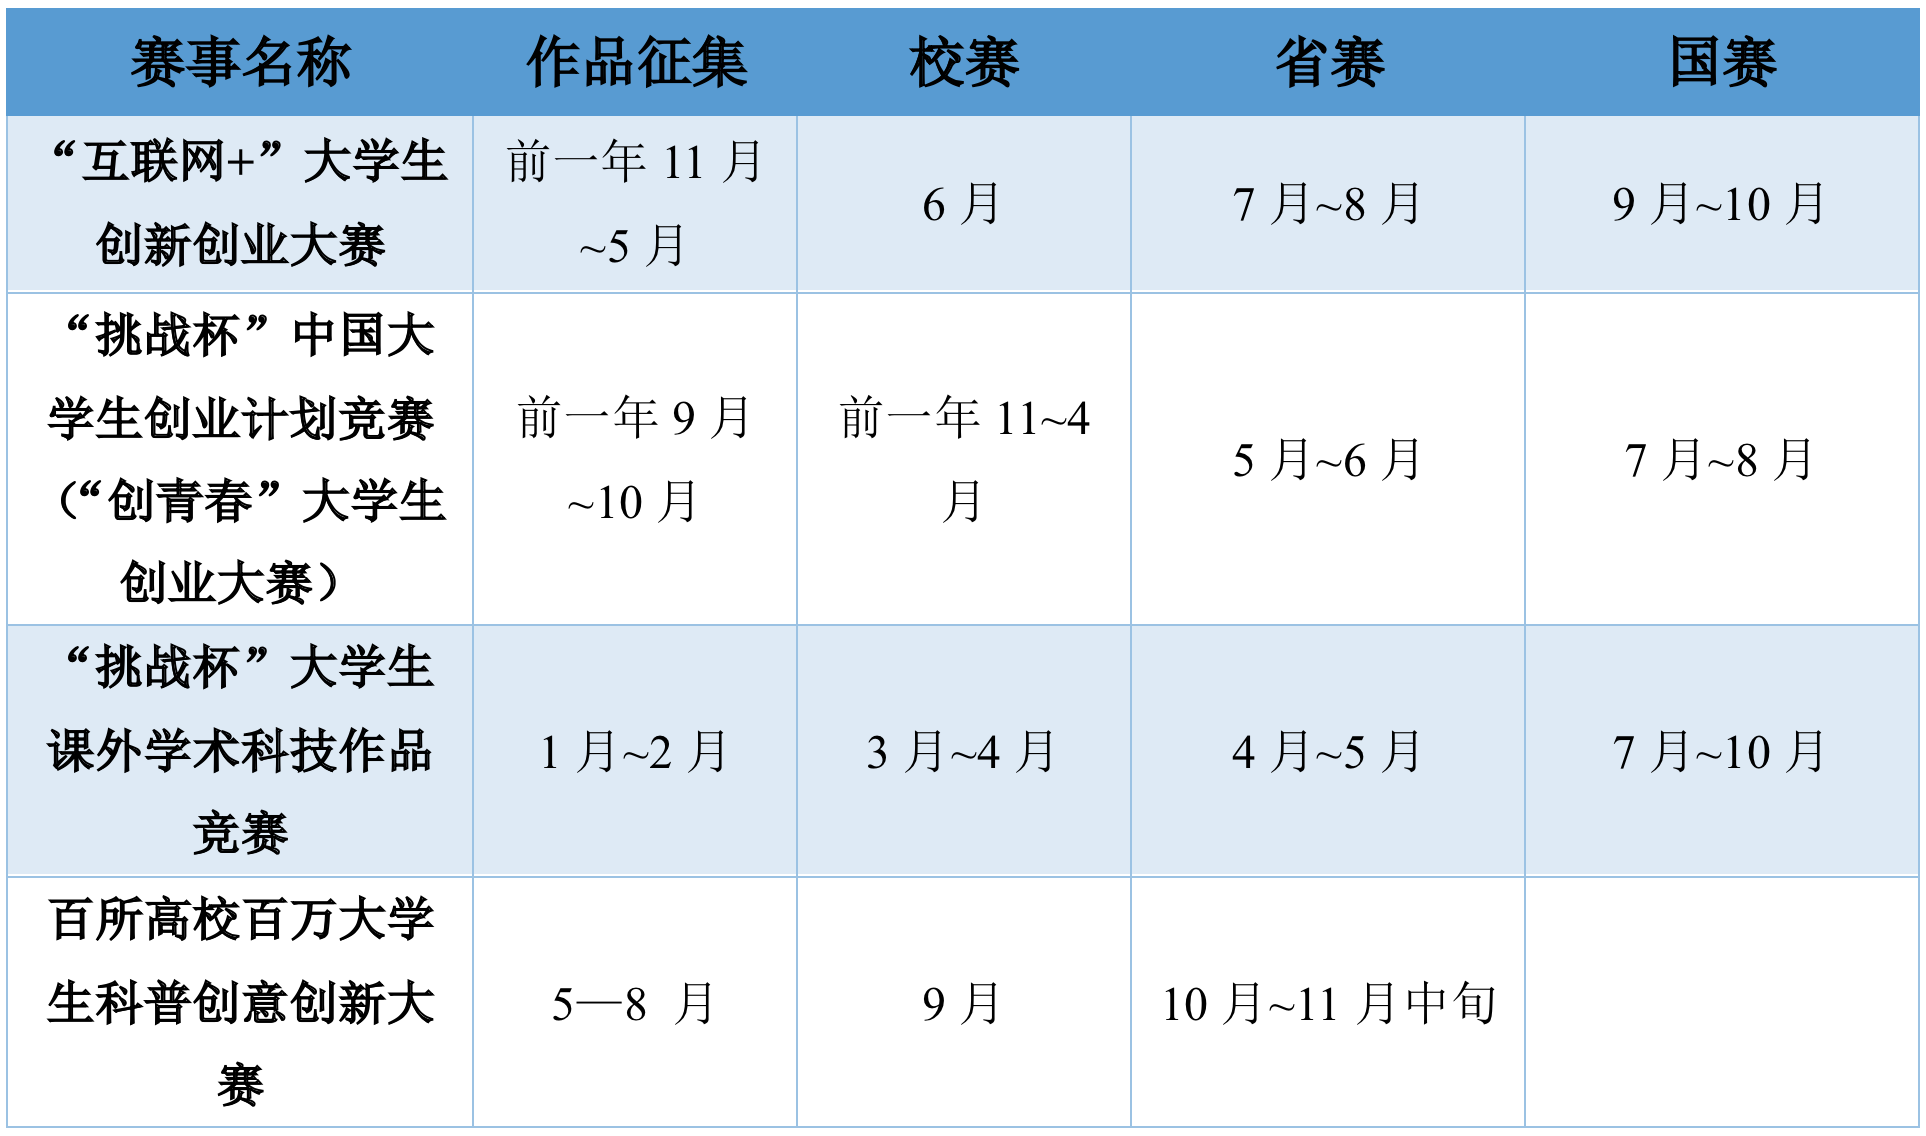 赛事名称 作品征集 校赛 省赛 国赛
“互联网+”大学生
创新创业大赛
前一年 11 月
~5 月
6 月
7 月~8 月
9 月~10 月
“挑战杯”中国大
学生创业计划竞赛
（“创青春”大学生
创业大赛）
前一年 9 月
~10 月
前一年 11~4
月
5 月~6 月
7 月~8 月
“挑战杯”大学生
课外学术科技作品
竞赛
1 月~2 月
3 月~4 月
4 月~5 月
7 月~10 月
百所高校百万大学
生科普创意创新大
赛
5—8 月
9 月
10 月~11 月中旬